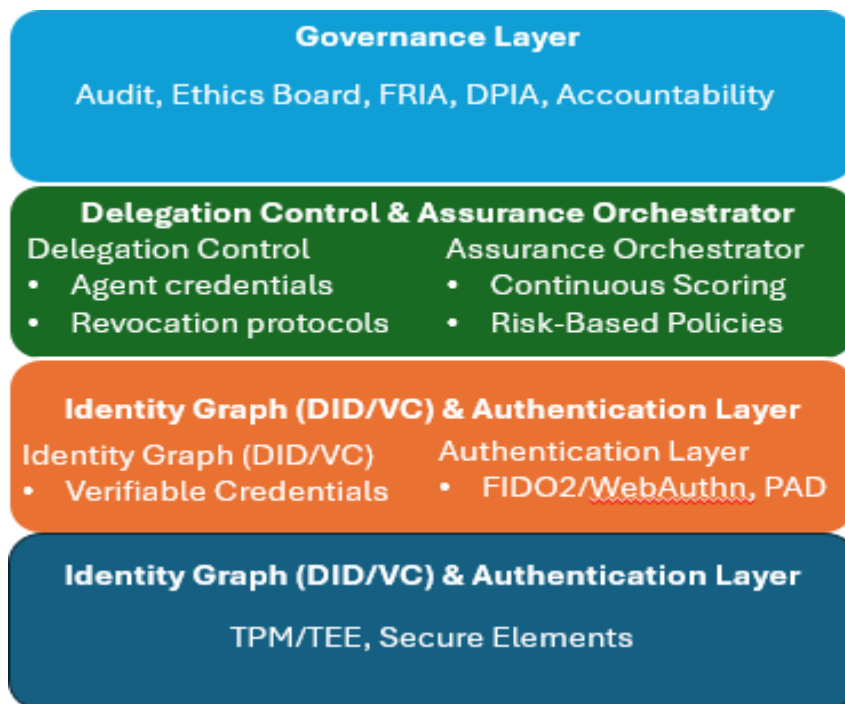 Governance Layer
Audit, Ethics Board, FRIA, DPIA, Accountability
Delegation Control & Assurance Orchestrator
Delegation Control
• Agent credentials
• Revocation protocols
Assurance Orchestrator
• Continuous Scoring
• Risk-Based Policies
Identity Graph (DID/VC) & Authentication Layer
Identity Graph (DID/VC)
• Verifiable Credentials
Authentication Layer
• FIDO2/WebAuthn, PAD
Identity Graph (DID/VC) & Authentication Layer
TPM/TEE, Secure Elements